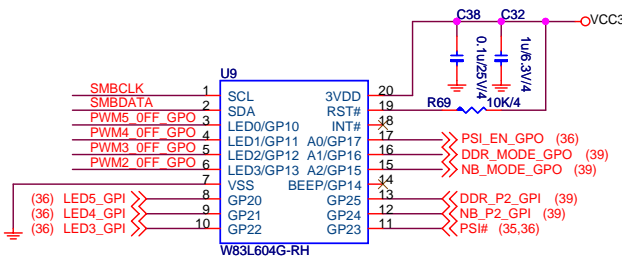 C38 C32
VCC3
0.1u/25V/4
1u/6.3V/4
U9
SMBCLK 1 SCL 3VDD 20
SMBDATA 2 SDA RST# 19 R69 10K/4
PWM5_0FF_GPO 3 LED0/GP10 INT# 18
PWM4_0FF_GPO 4 LED1/GP11 A0/GP17 17 PSI_EN_GPO (36)
PWM3_0FF_GPO 5 LED2/GP12 A1/GP16 16 DDR_MODE_GPO (39)
PWM2_0FF_GPO 6 LED3/GP13 A2/GP15 15 NB_MODE_GPO (39)
7 VSS BEEP/GP14 14
(36) LED5_GPI 8 GP20 GP25 13 DDR_P2_GPI (39)
(36) LED4_GPI 9 GP21 GP24 12 NB_P2_GPI (39)
(36) LED3_GPI 10 GP22 GP23 11 PSI# (35,36)
W83L604G-RH